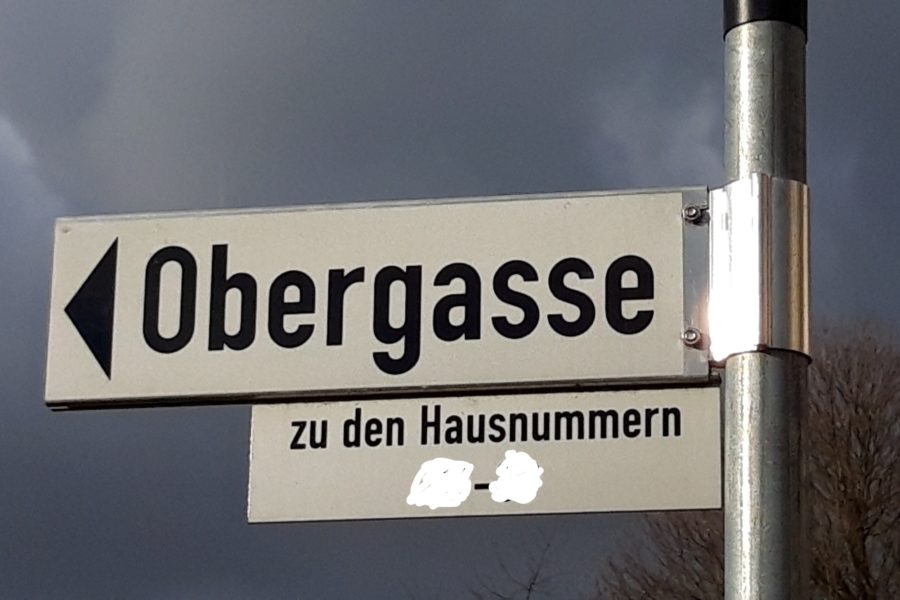 Obergasse
zu den Hausnummern
-